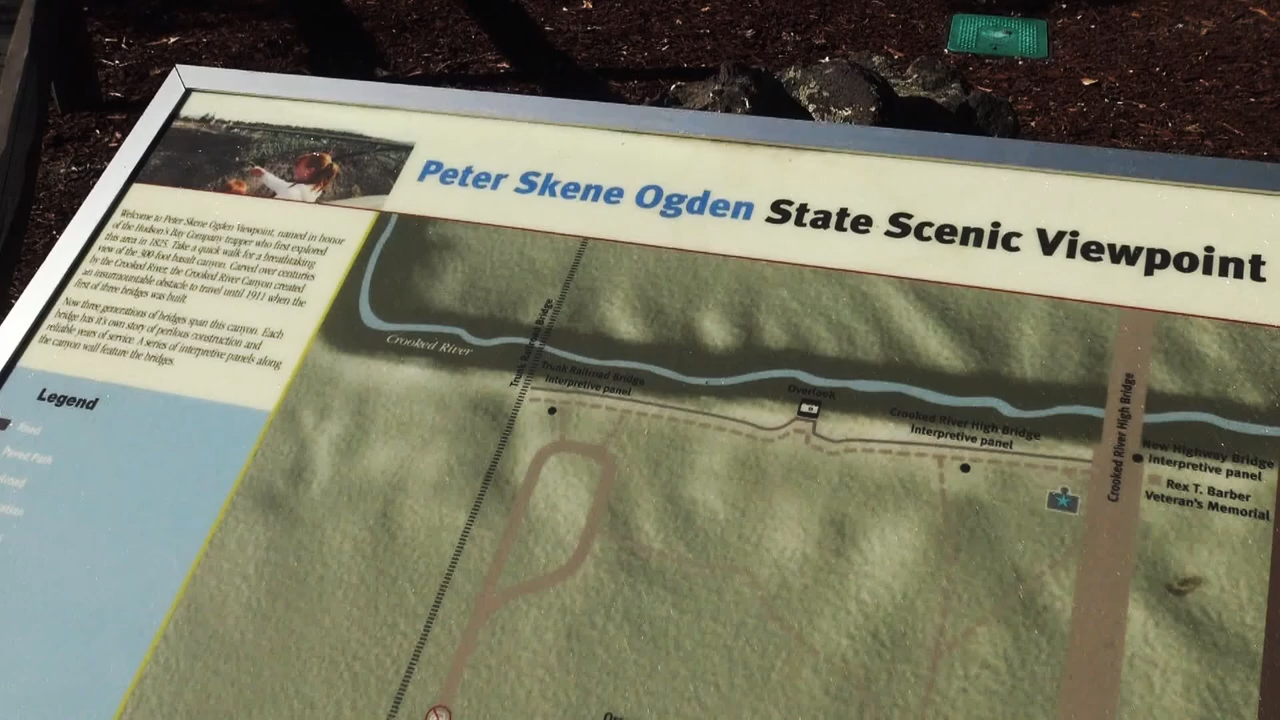 Peter Skene Ogden State Scenic Viewpoint
Welcome to Peter Skene Ogden Viewpoint, named in honor
of the Hudson's Bay Company trapper who first explored
this area in 1825. Take a quick walk for a breathtaking
view of the 300 foot basalt canyon. Carved over centuries
by the Crooked River, the Crooked River Canyon created
an insurmountable obstacle to travel until 1911 when the
first of three bridges was built.
Now three generations of bridges span this canyon. Each
bridge has it's own story of perilous construction and
reliable years of service. A series of interpretive panels along
the canyon wall feature the bridges.
Legend
Road
Paved Path
Crooked River
Trunk Railroad Bridge
Trunk Railroad Bridge
Interpretive panel
Overlook
Crooked River High Bridge
Interpretive panel
Crooked River High Bridge
New Highway Bridge
Interpretive panel
Rex T. Barber
Veteran's Memorial